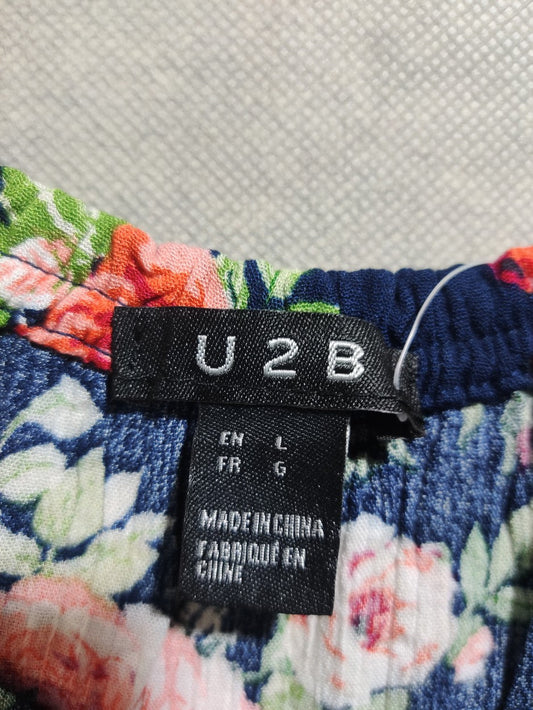 U2B
EN L
FR G
MADE IN CHINA
FABRIQUÉ EN
CHINE